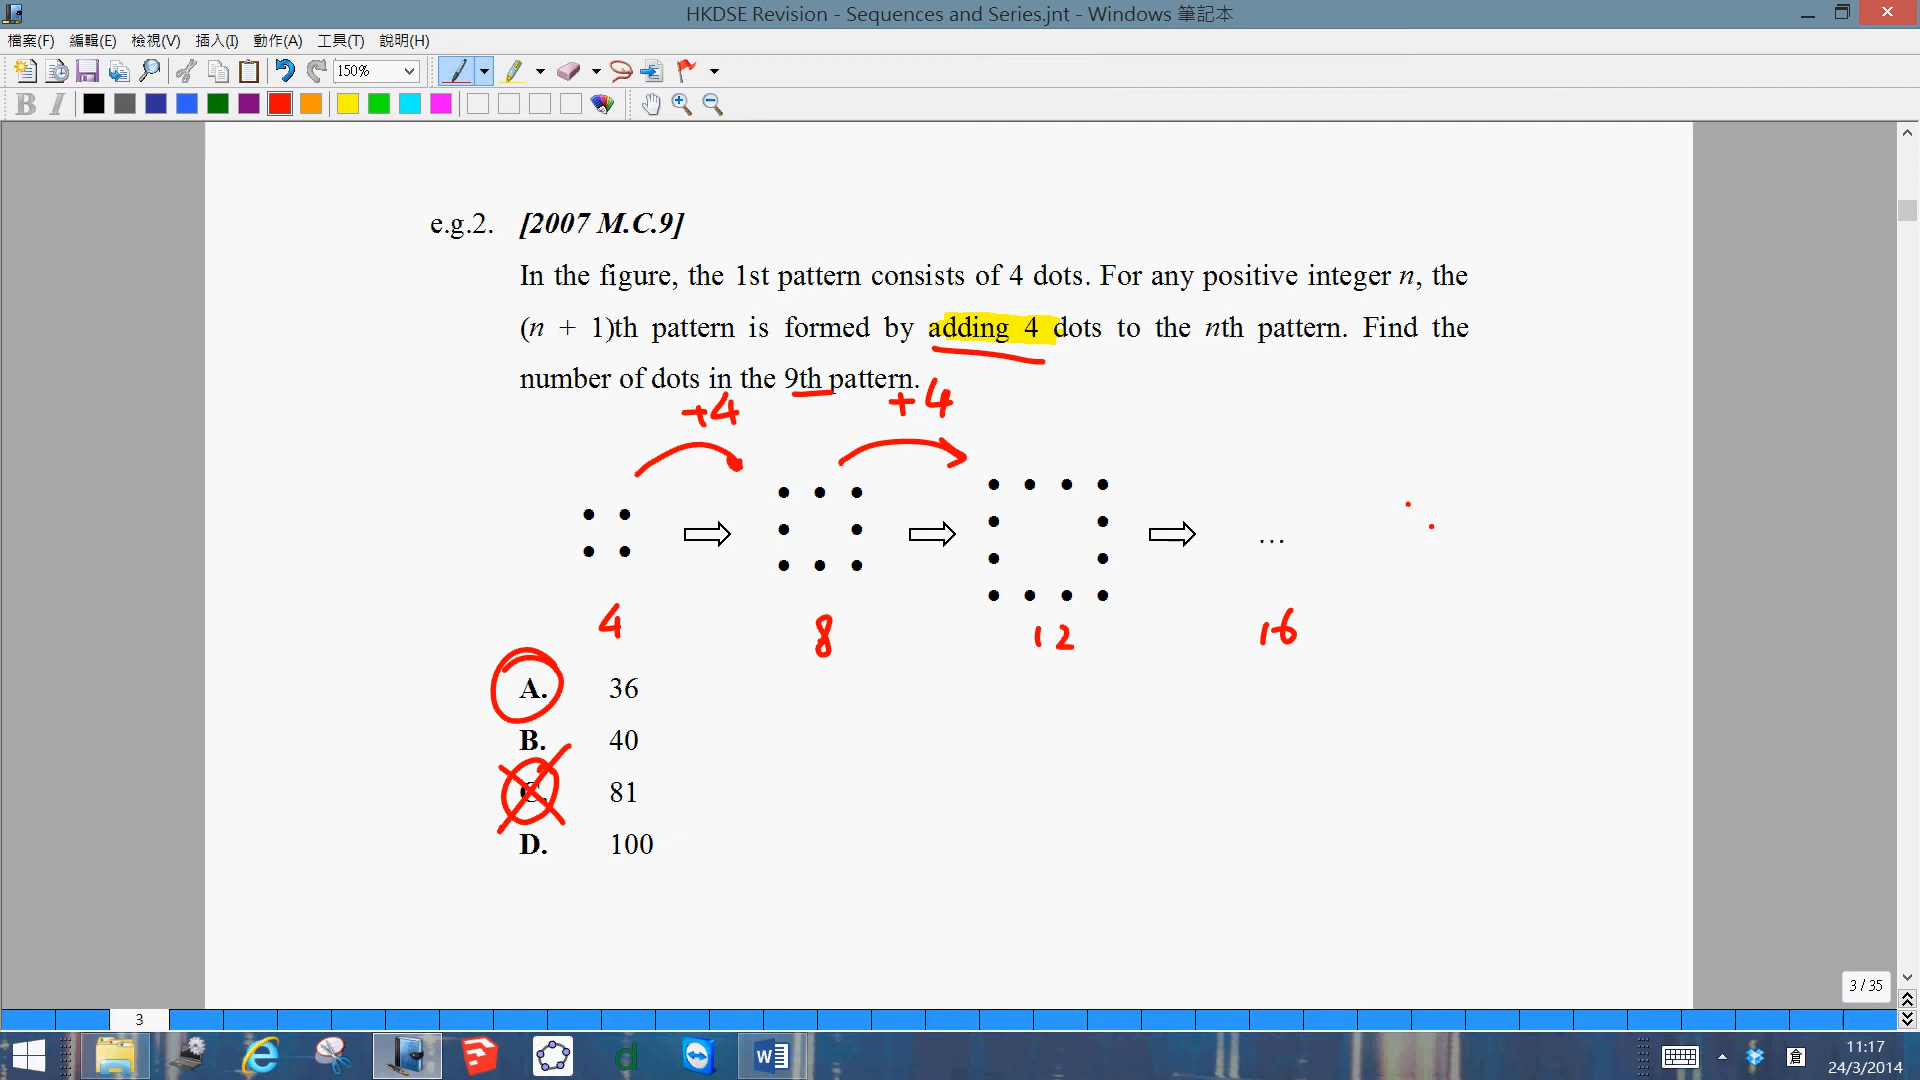 HKDSE Revision - Sequences and Series.jnt - Windows 筆記本
檔案(F) 編輯(E) 檢視(V) 插入(I) 動作(A) 工具(T) 說明(H)
150%
B I
e.g.2. [2007 M.C.9]
In the figure, the 1st pattern consists of 4 dots. For any positive integer n, the
(n + 1)th pattern is formed by adding 4 dots to the nth pattern. Find the
number of dots in the 9th pattern.
+4 +4
...
4 8 12 16
A. 36
B. 40
C. 81
D. 100
3 / 35
3
倉
11:17
24/3/2014